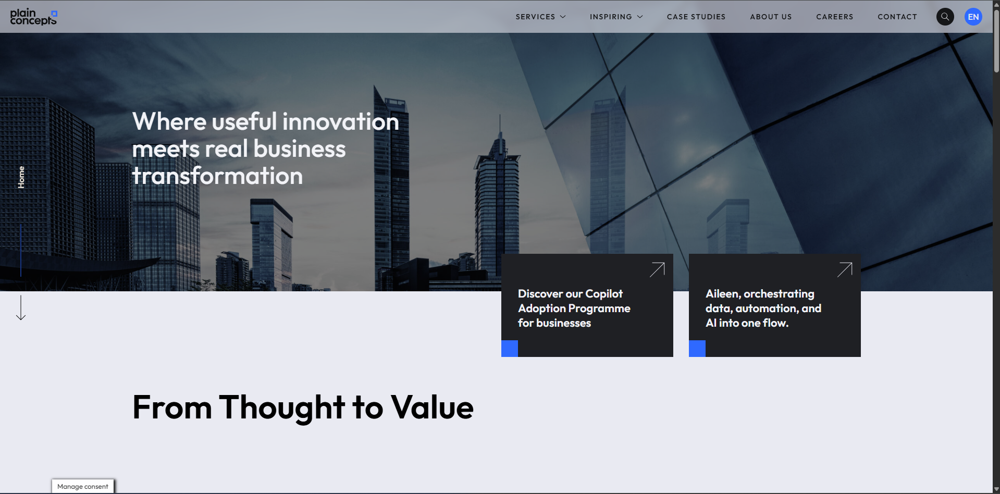 plain
concepts
SERVICES
INSPIRING
CASE STUDIES
ABOUT US
CAREERS
CONTACT
EN
Where useful innovation
meets real business
transformation
Home
Discover our Copilot
Adoption Programme
for businesses
Aileen, orchestrating
data, automation, and
AI into one flow.
From Thought to Value
Manage consent